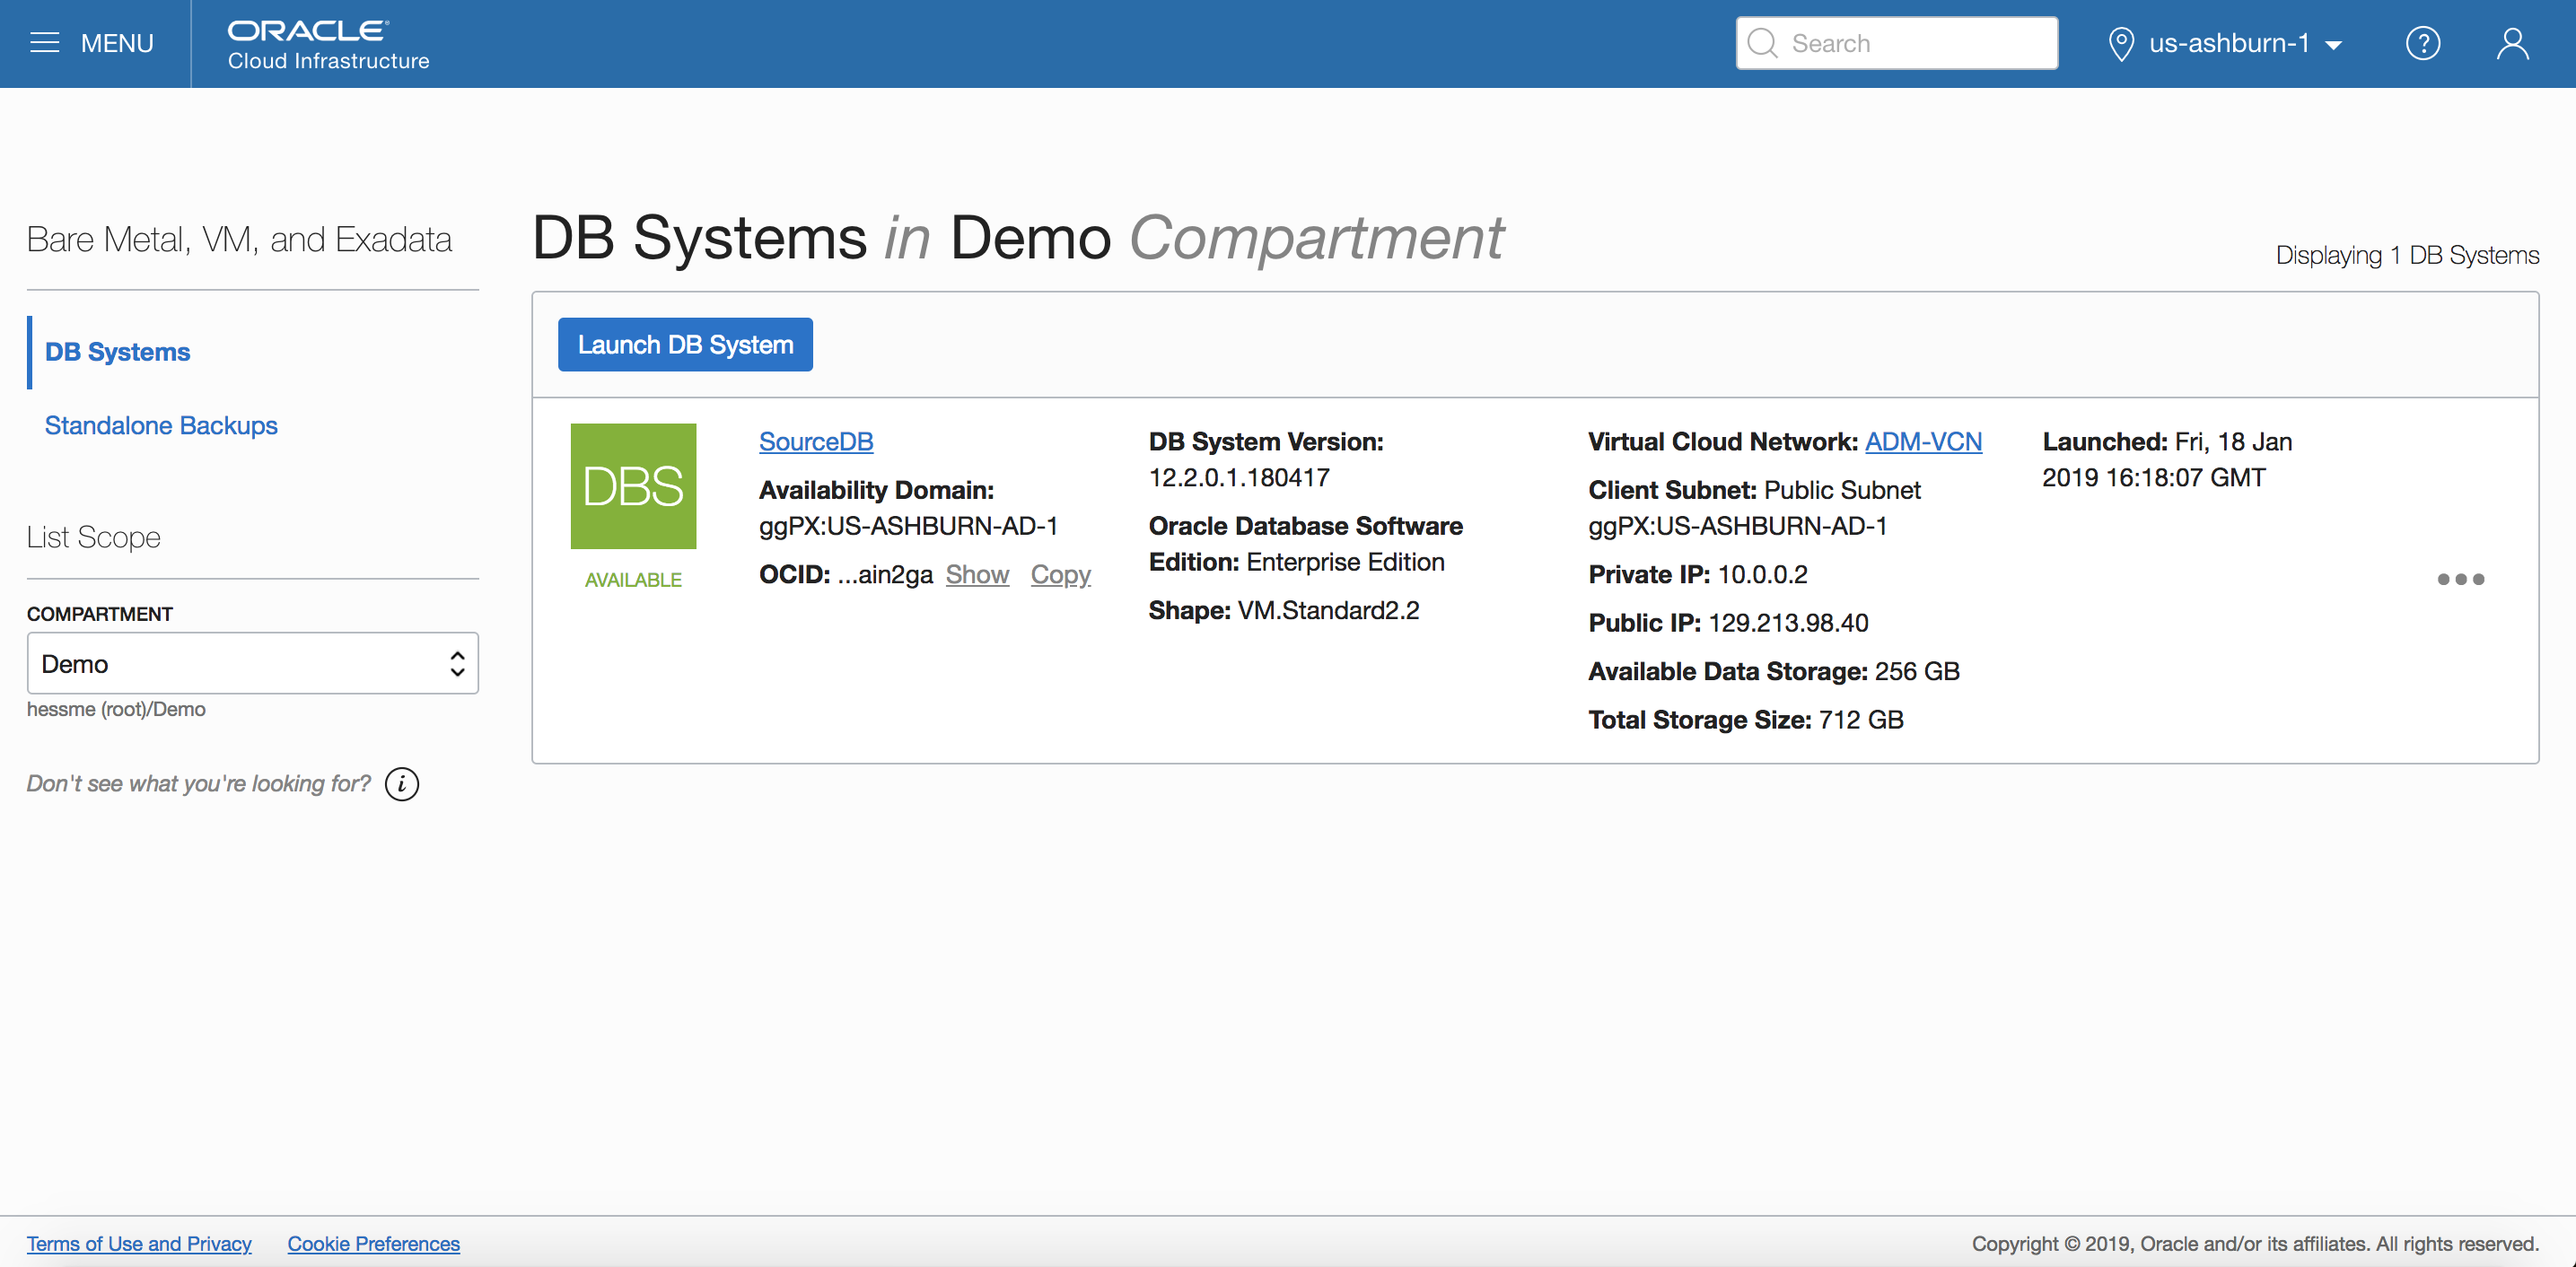 MENU
ORACLE
Cloud Infrastructure
Search
us-ashburn-1
Bare Metal, VM, and Exadata
DB Systems
Standalone Backups
List Scope
COMPARTMENT
Demo
hessme (root)/Demo
Don't see what you're looking for?
DB Systems in Demo Compartment
Displaying 1 DB Systems
Launch DB System
DBS
AVAILABLE
SourceDB
Availability Domain:
ggPX:US-ASHBURN-AD-1
OCID: ...ain2ga Show Copy
DB System Version:
12.2.0.1.180417
Oracle Database Software
Edition: Enterprise Edition
Shape: VM.Standard2.2
Virtual Cloud Network: ADM-VCN
Client Subnet: Public Subnet
ggPX:US-ASHBURN-AD-1
Private IP: 10.0.0.2
Public IP: 129.213.98.40
Available Data Storage: 256 GB
Total Storage Size: 712 GB
Launched: Fri, 18 Jan
2019 16:18:07 GMT
Terms of Use and Privacy
Cookie Preferences
Copyright © 2019, Oracle and/or its affiliates. All rights reserved.